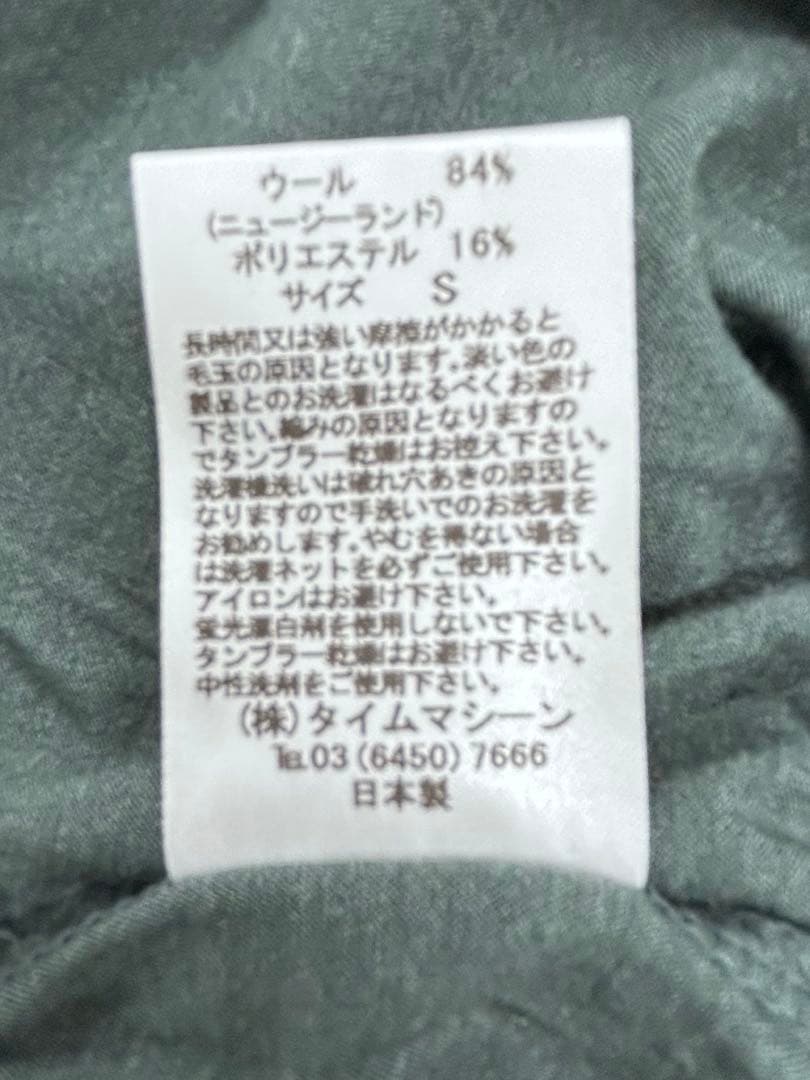 ウール 84%
(ニュージーランド)
ポリエステル 16%
サイズ S
長時間又は強い摩擦がかかると
毛玉の原因となります。淡い色の
製品とのお洗濯はなるべくお避け
下さい。縮みの原因となりますの
でタンブラー乾燥はお控え下さい。
洗濯機洗いは破れ穴あきの原因と
なりますので手洗いでのお洗濯を
お勧めします。やむを得ない場合
は洗濯ネットを必ずご使用下さい。
アイロンはお避け下さい。
蛍光漂白剤を使用しないで下さい。
タンブラー乾燥はお避け下さい。
中性洗剤をご使用下さい。
(株)タイムマシーン
℡03(6450)7666
日本製